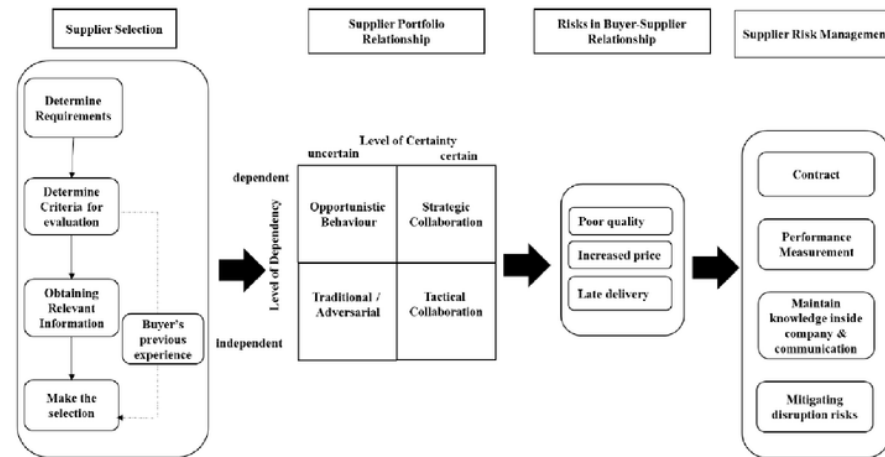 Supplier Selection
Supplier Portfolio
Relationship
Risks in Buyer-Supplier
Relationship
Supplier Risk Management
Determine
Requirements
Determine
Criteria for
evaluation
Obtaining
Relevant
Information
Buyer's
previous
experience
Make the
selection
Level of Certainty
uncertain
certain
dependent
Level of Dependency
independent
Opportunistic
Behaviour
Strategic
Collaboration
Traditional /
Adversarial
Tactical
Collaboration
Poor quality
Increased price
Late delivery
Contract
Performance
Measurement
Maintain
knowledge inside
company &
communication
Mitigating
disruption risks